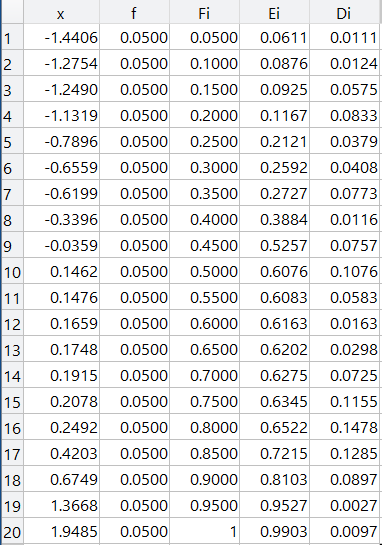 x f Fi Ei Di
1 -1.4406 0.0500 0.0500 0.0611 0.0111
2 -1.2754 0.0500 0.1000 0.0876 0.0124
3 -1.2490 0.0500 0.1500 0.0925 0.0575
4 -1.1319 0.0500 0.2000 0.1167 0.0833
5 -0.7896 0.0500 0.2500 0.2121 0.0379
6 -0.6559 0.0500 0.3000 0.2592 0.0408
7 -0.6199 0.0500 0.3500 0.2727 0.0773
8 -0.3396 0.0500 0.4000 0.3884 0.0116
9 -0.0359 0.0500 0.4500 0.5257 0.0757
10 0.1462 0.0500 0.5000 0.6076 0.1076
11 0.1476 0.0500 0.5500 0.6083 0.0583
12 0.1659 0.0500 0.6000 0.6163 0.0163
13 0.1748 0.0500 0.6500 0.6202 0.0298
14 0.1915 0.0500 0.7000 0.6275 0.0725
15 0.2078 0.0500 0.7500 0.6345 0.1155
16 0.2492 0.0500 0.8000 0.6522 0.1478
17 0.4203 0.0500 0.8500 0.7215 0.1285
18 0.6749 0.0500 0.9000 0.8103 0.0897
19 1.3668 0.0500 0.9500 0.9527 0.0027
20 1.9485 0.0500 1 0.9903 0.0097